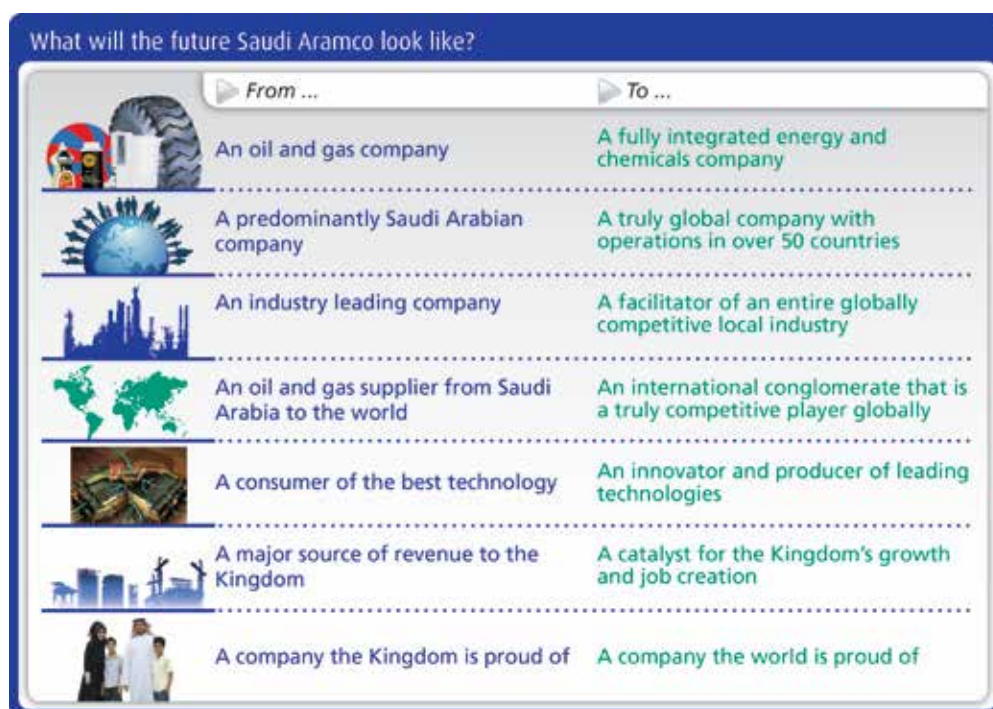 What will the future Saudi Aramco look like?
From ...
To ...
An oil and gas company
A fully integrated energy and
chemicals company
A predominantly Saudi Arabian
company
A truly global company with
operations in over 50 countries
An industry leading company
A facilitator of an entire globally
competitive local industry
An oil and gas supplier from Saudi
Arabia to the world
An international conglomerate that is
a truly competitive player globally
A consumer of the best technology
An innovator and producer of leading
technologies
A major source of revenue to the
Kingdom
A catalyst for the Kingdom's growth
and job creation
A company the Kingdom is proud of
A company the world is proud of